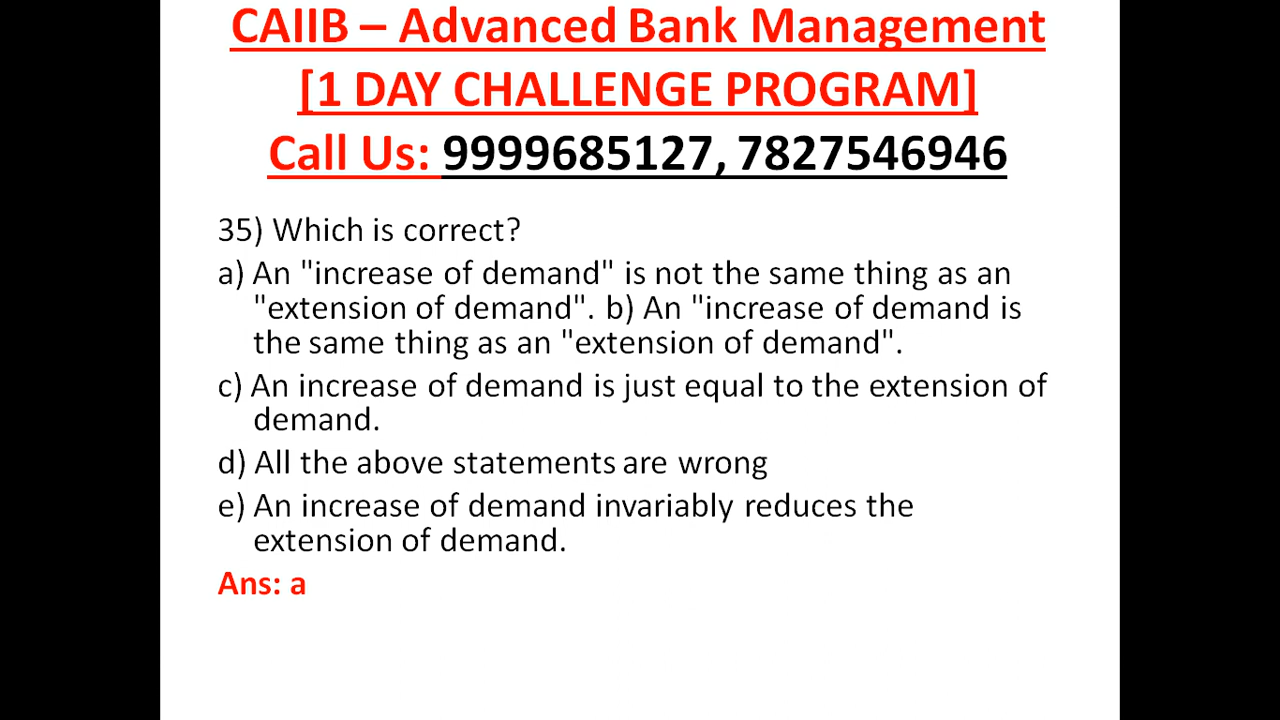 CAIIB – Advanced Bank Management
[1 DAY CHALLENGE PROGRAM]
Call Us: 9999685127, 7827546946
35) Which is correct?
a) An "increase of demand" is not the same thing as an
"extension of demand". b) An "increase of demand is
the same thing as an "extension of demand".
c) An increase of demand is just equal to the extension of
demand.
d) All the above statements are wrong
e) An increase of demand invariably reduces the
extension of demand.
Ans: a